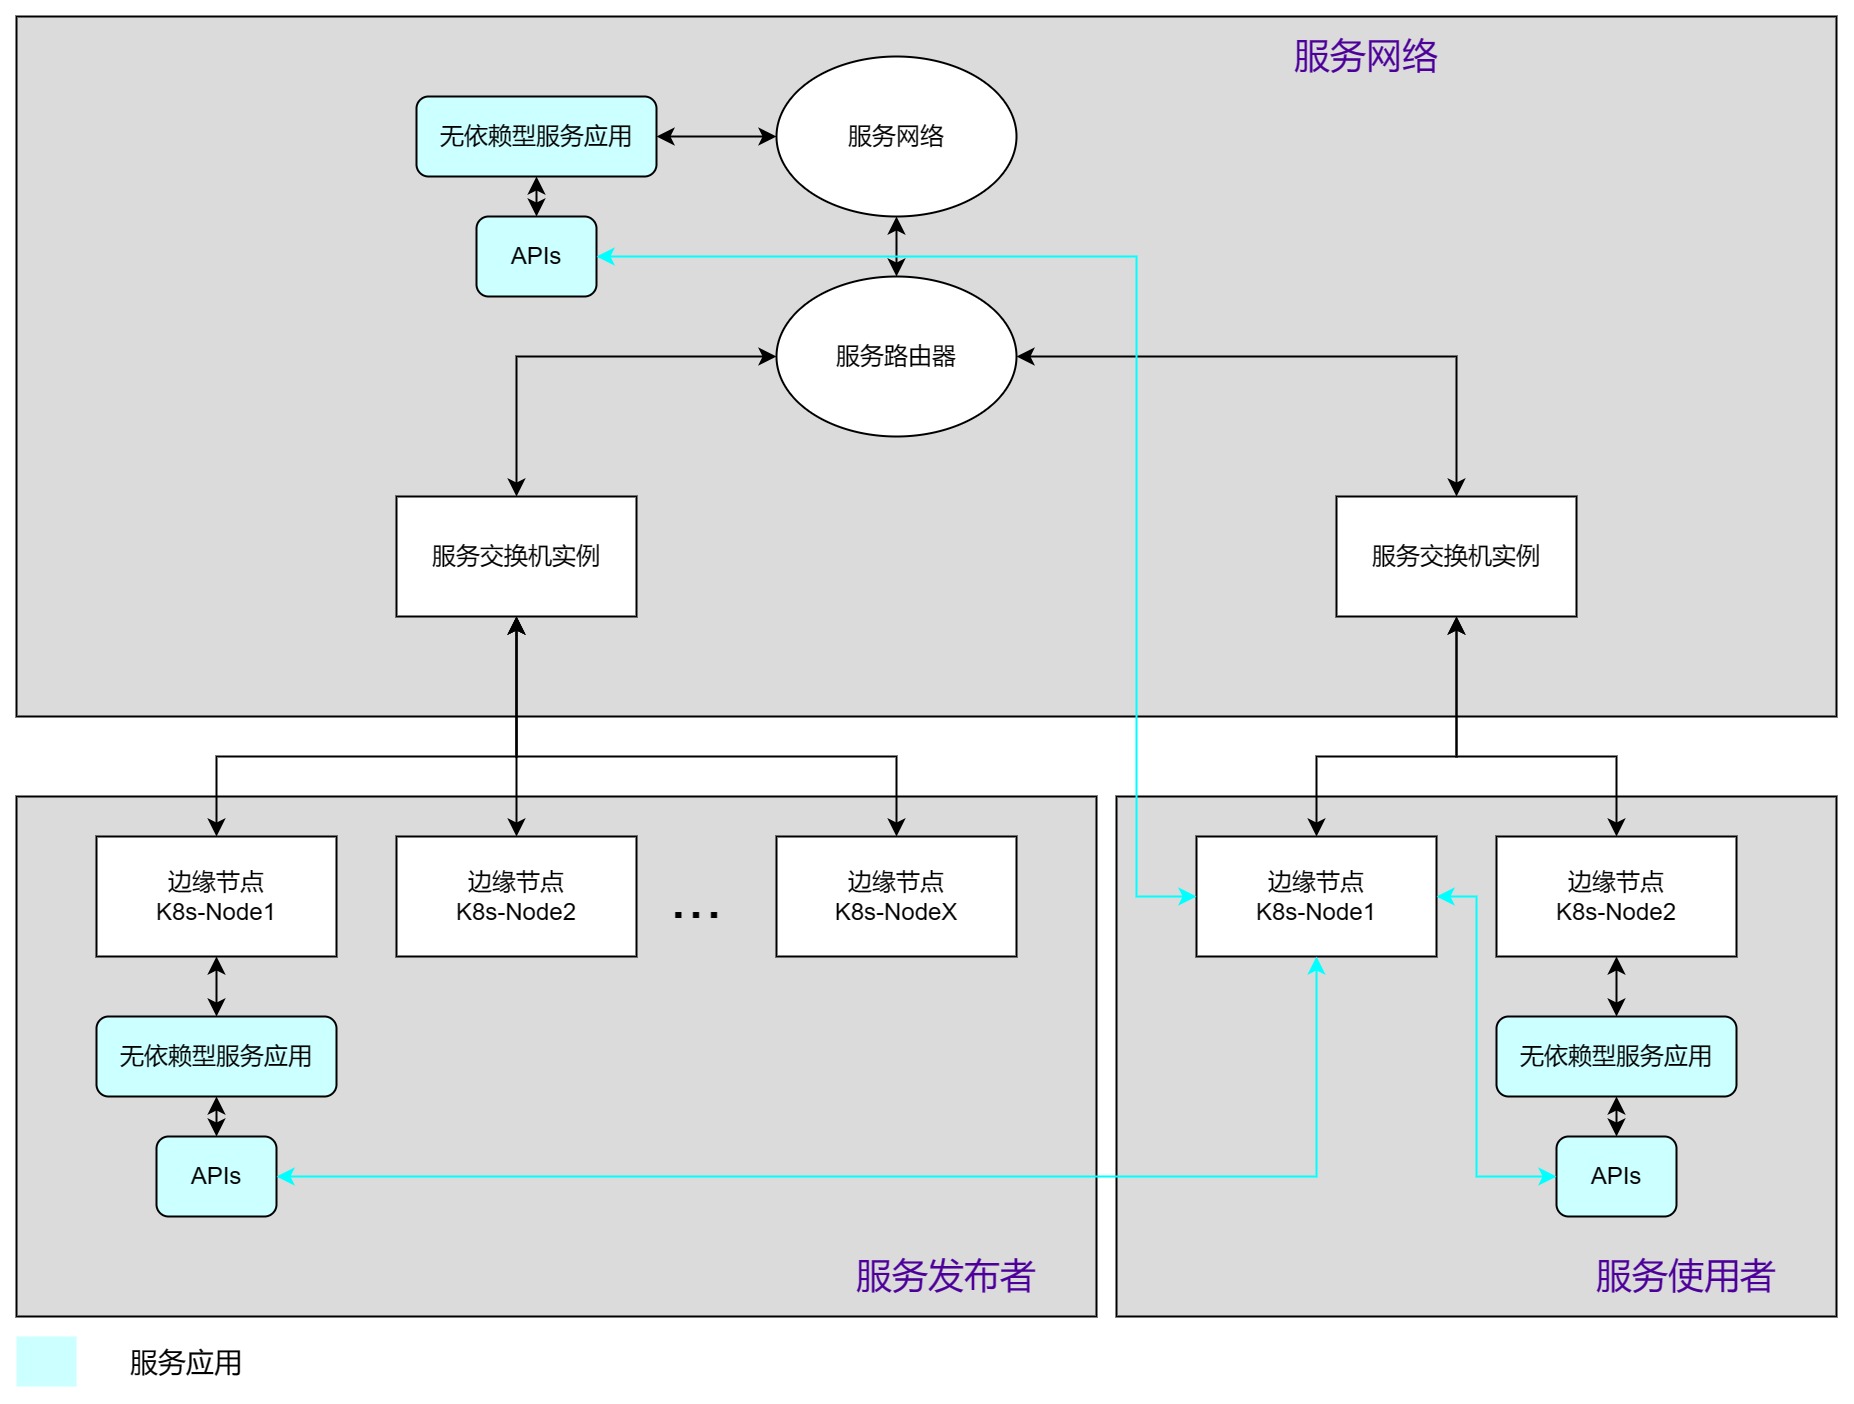 服务网络
无依赖型服务应用
服务网络
APIs
服务路由器
服务交换机实例
服务交换机实例
边缘节点
K8s-Node1
边缘节点
K8s-Node2
...
边缘节点
K8s-NodeX
边缘节点
K8s-Node1
边缘节点
K8s-Node2
无依赖型服务应用
无依赖型服务应用
APIs
APIs
服务发布者
服务使用者
服务应用